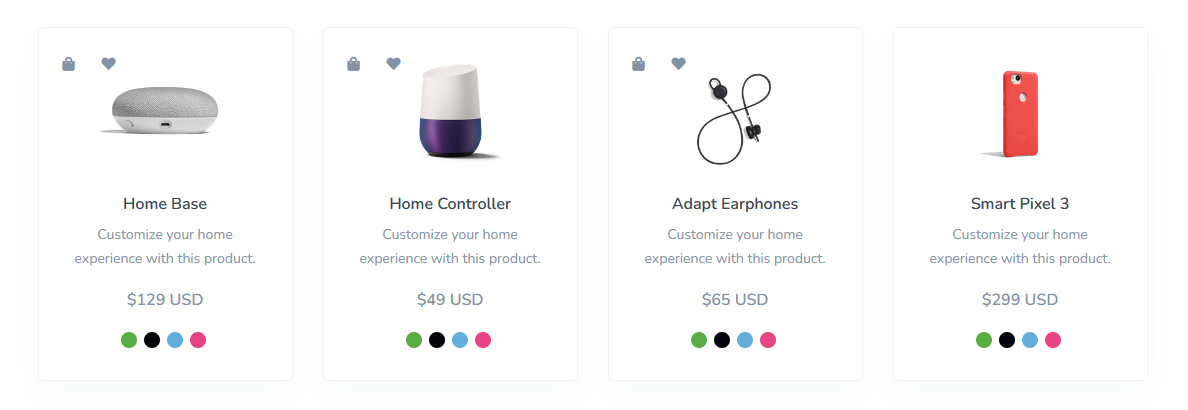 Home Base
Customize your home
experience with this product.
$129 USD
Home Controller
Customize your home
experience with this product.
$49 USD
Adapt Earphones
Customize your home
experience with this product.
$65 USD
Smart Pixel 3
Customize your home
experience with this product.
$299 USD